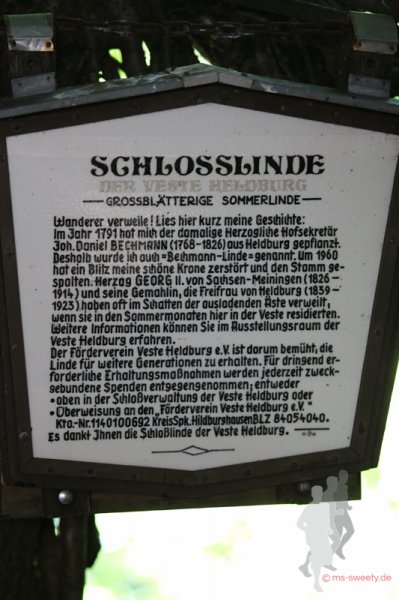 SCHLOSSLINDE
DER VESTE HELDBURG
GROSSBLÄTTERIGE SOMMERLINDE
Wanderer verweile! Lies hier kurz meine Geschichte:
Im Jahr 1791 hat mich der damalige Herzogliche Hofsekretär
Joh. Daniel BECHMANN (1768-1826) aus Heldburg gepflanzt.
Deshalb wurde ich auch =Bechmann-Linde= genannt. Um 1960
hat ein Blitz meine schöne Krone zerstört und den Stamm ge-
spalten. Herzog GEORG II. von Sachsen-Meiningen (1826-
1914) und seine Gemahlin, die Freifrau von Heldburg (1839-
1923) haben oft im Schatten der ausladenden Äste verweilt,
wenn sie in den Sommermonaten hier in der Veste residierten.
Weitere Informationen können Sie im Ausstellungsraum der
Veste Heldburg erfahren.
Der Förderverein Veste Heldburg e.V. ist darum bemüht, die
Linde für weitere Generationen zu erhalten. Für dringend er-
forderliche Erhaltungsmaßnahmen werden jederzeit zweck-
gebundene Spenden entgegengenommen; entweder
•oben in der Schloßverwaltung der Veste Heldburg oder
•Überweisung an den „Förderverein Veste Heldburg e.V."
Kto.-Nr. 1140100692 KreisSpk. Hildburghausen BLZ 84054040.
Es dankt Ihnen die Schloßlinde der Veste Heldburg.
© ms-sweety.de